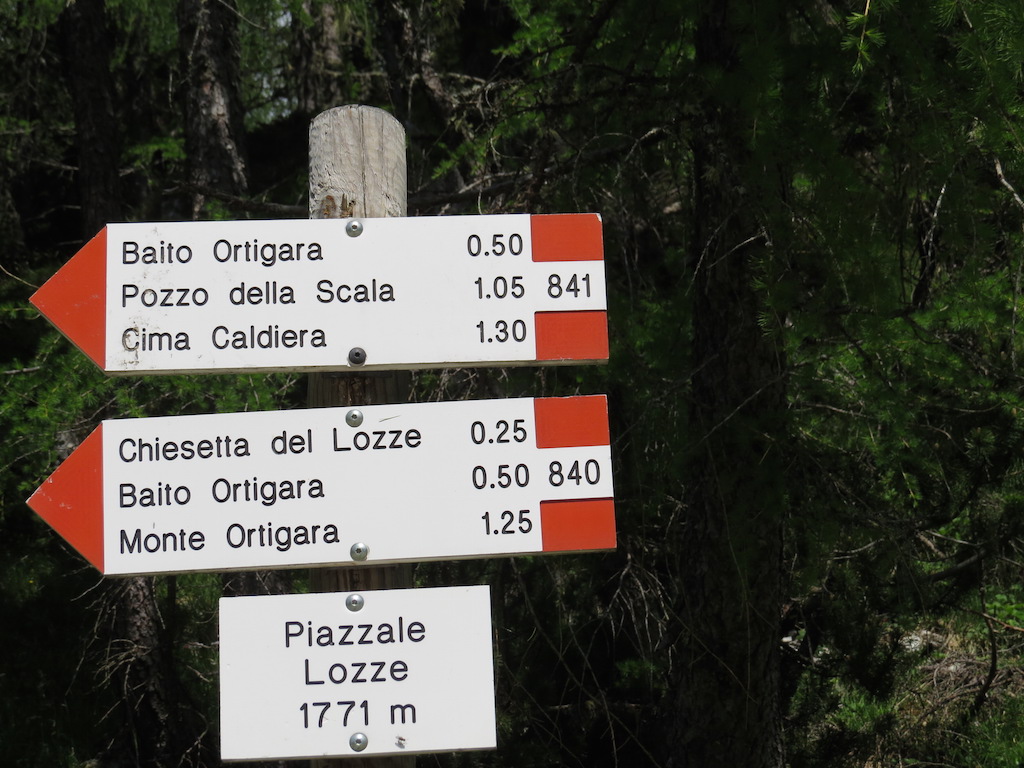 Baito Ortigara 0.50
Pozzo della Scala 1.05 841
Cima Caldiera 1.30
Chiesetta del Lozze 0.25
Baito Ortigara 0.50 840
Monte Ortigara 1.25
Piazzale
Lozze
1771 m